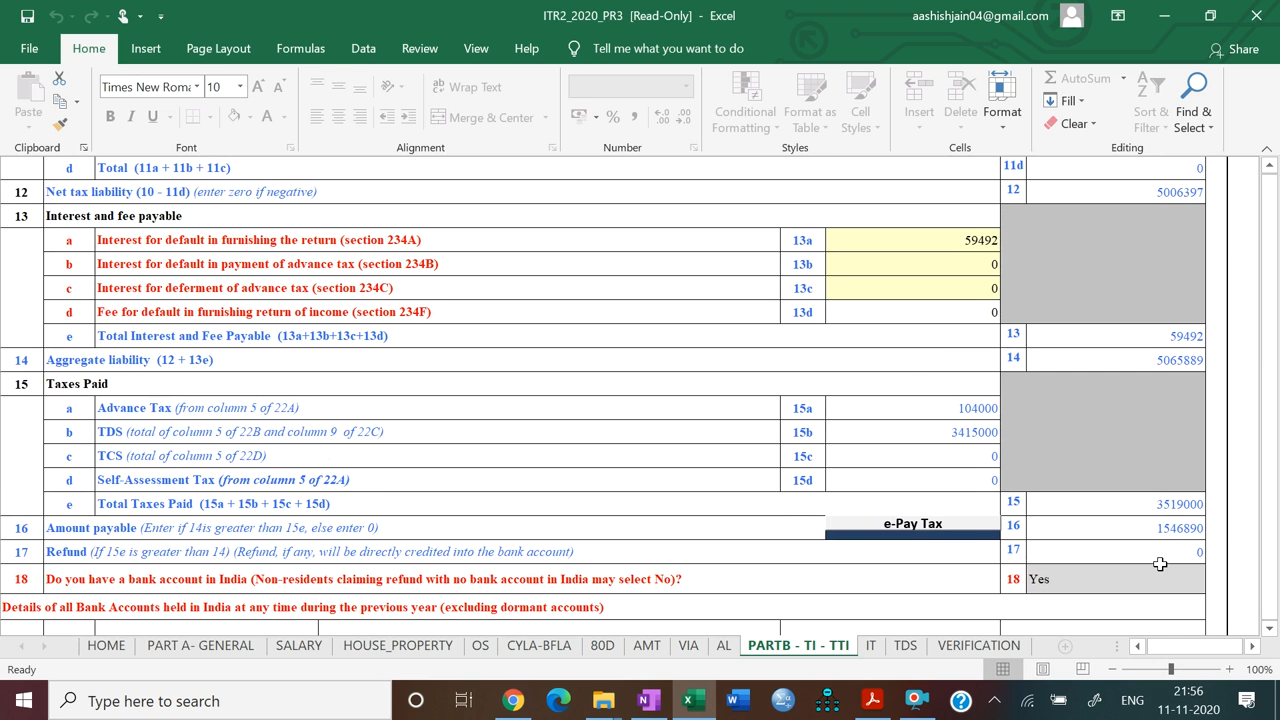 ITR2_2020_PR3 [Read-Only] - Excel
aashishjain04@gmail.com
File Home Insert Page Layout Formulas Data Review View Help Tell me what you want to do Share
Paste
Clipboard
Times New Roma 10
B I U A
Font
Wrap Text
Merge & Center
Alignment
%
Number
Conditional Formatting
Format as Table
Cell Styles
Styles
Insert
Delete
Format
Cells
AutoSum
Fill
Clear
Sort & Filter
Find & Select
Editing
d Total (11a + 11b + 11c) 11d 0
12 Net tax liability (10 - 11d) (enter zero if negative) 12 5006397
13 Interest and fee payable
a Interest for default in furnishing the return (section 234A) 13a 59492
b Interest for default in payment of advance tax (section 234B) 13b 0
c Interest for deferment of advance tax (section 234C) 13c 0
d Fee for default in furnishing return of income (section 234F) 13d 0
e Total Interest and Fee Payable (13a+13b+13c+13d) 13 59492
14 Aggregate liability (12 + 13e) 14 5065889
15 Taxes Paid
a Advance Tax (from column 5 of 22A) 15a 104000
b TDS (total of column 5 of 22B and column 9 of 22C) 15b 3415000
c TCS (total of column 5 of 22D) 15c 0
d Self-Assessment Tax (from column 5 of 22A) 15d 0
e Total Taxes Paid (15a + 15b + 15c + 15d) 15 3519000
16 Amount payable (Enter if 14is greater than 15e, else enter 0) e-Pay Tax 16 1546890
17 Refund (If 15e is greater than 14) (Refund, if any, will be directly credited into the bank account) 17 0
18 Do you have a bank account in India (Non-residents claiming refund with no bank account in India may select No)? 18 Yes
Details of all Bank Accounts held in India at any time during the previous year (excluding dormant accounts)
HOME PART A- GENERAL SALARY HOUSE_PROPERTY OS CYLA-BFLA 80D AMT VIA AL PARTB - TI - TTI IT TDS VERIFICATION
Ready 100%
Type here to search
ENG
21:56
11-11-2020